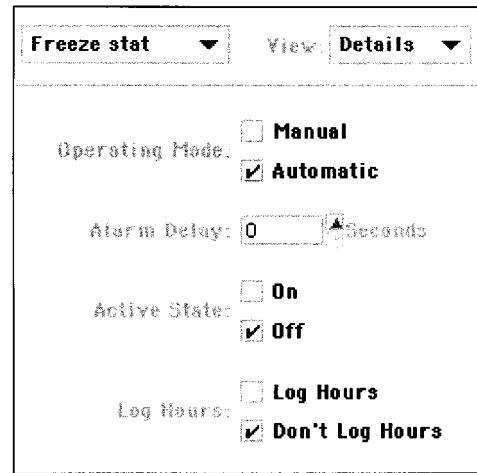 Freeze stat View: Details
Operating Mode:
Manual
Automatic
Alarm Delay: 0 Seconds
Active State:
On
Off
Log Hours:
Log Hours
Don't Log Hours